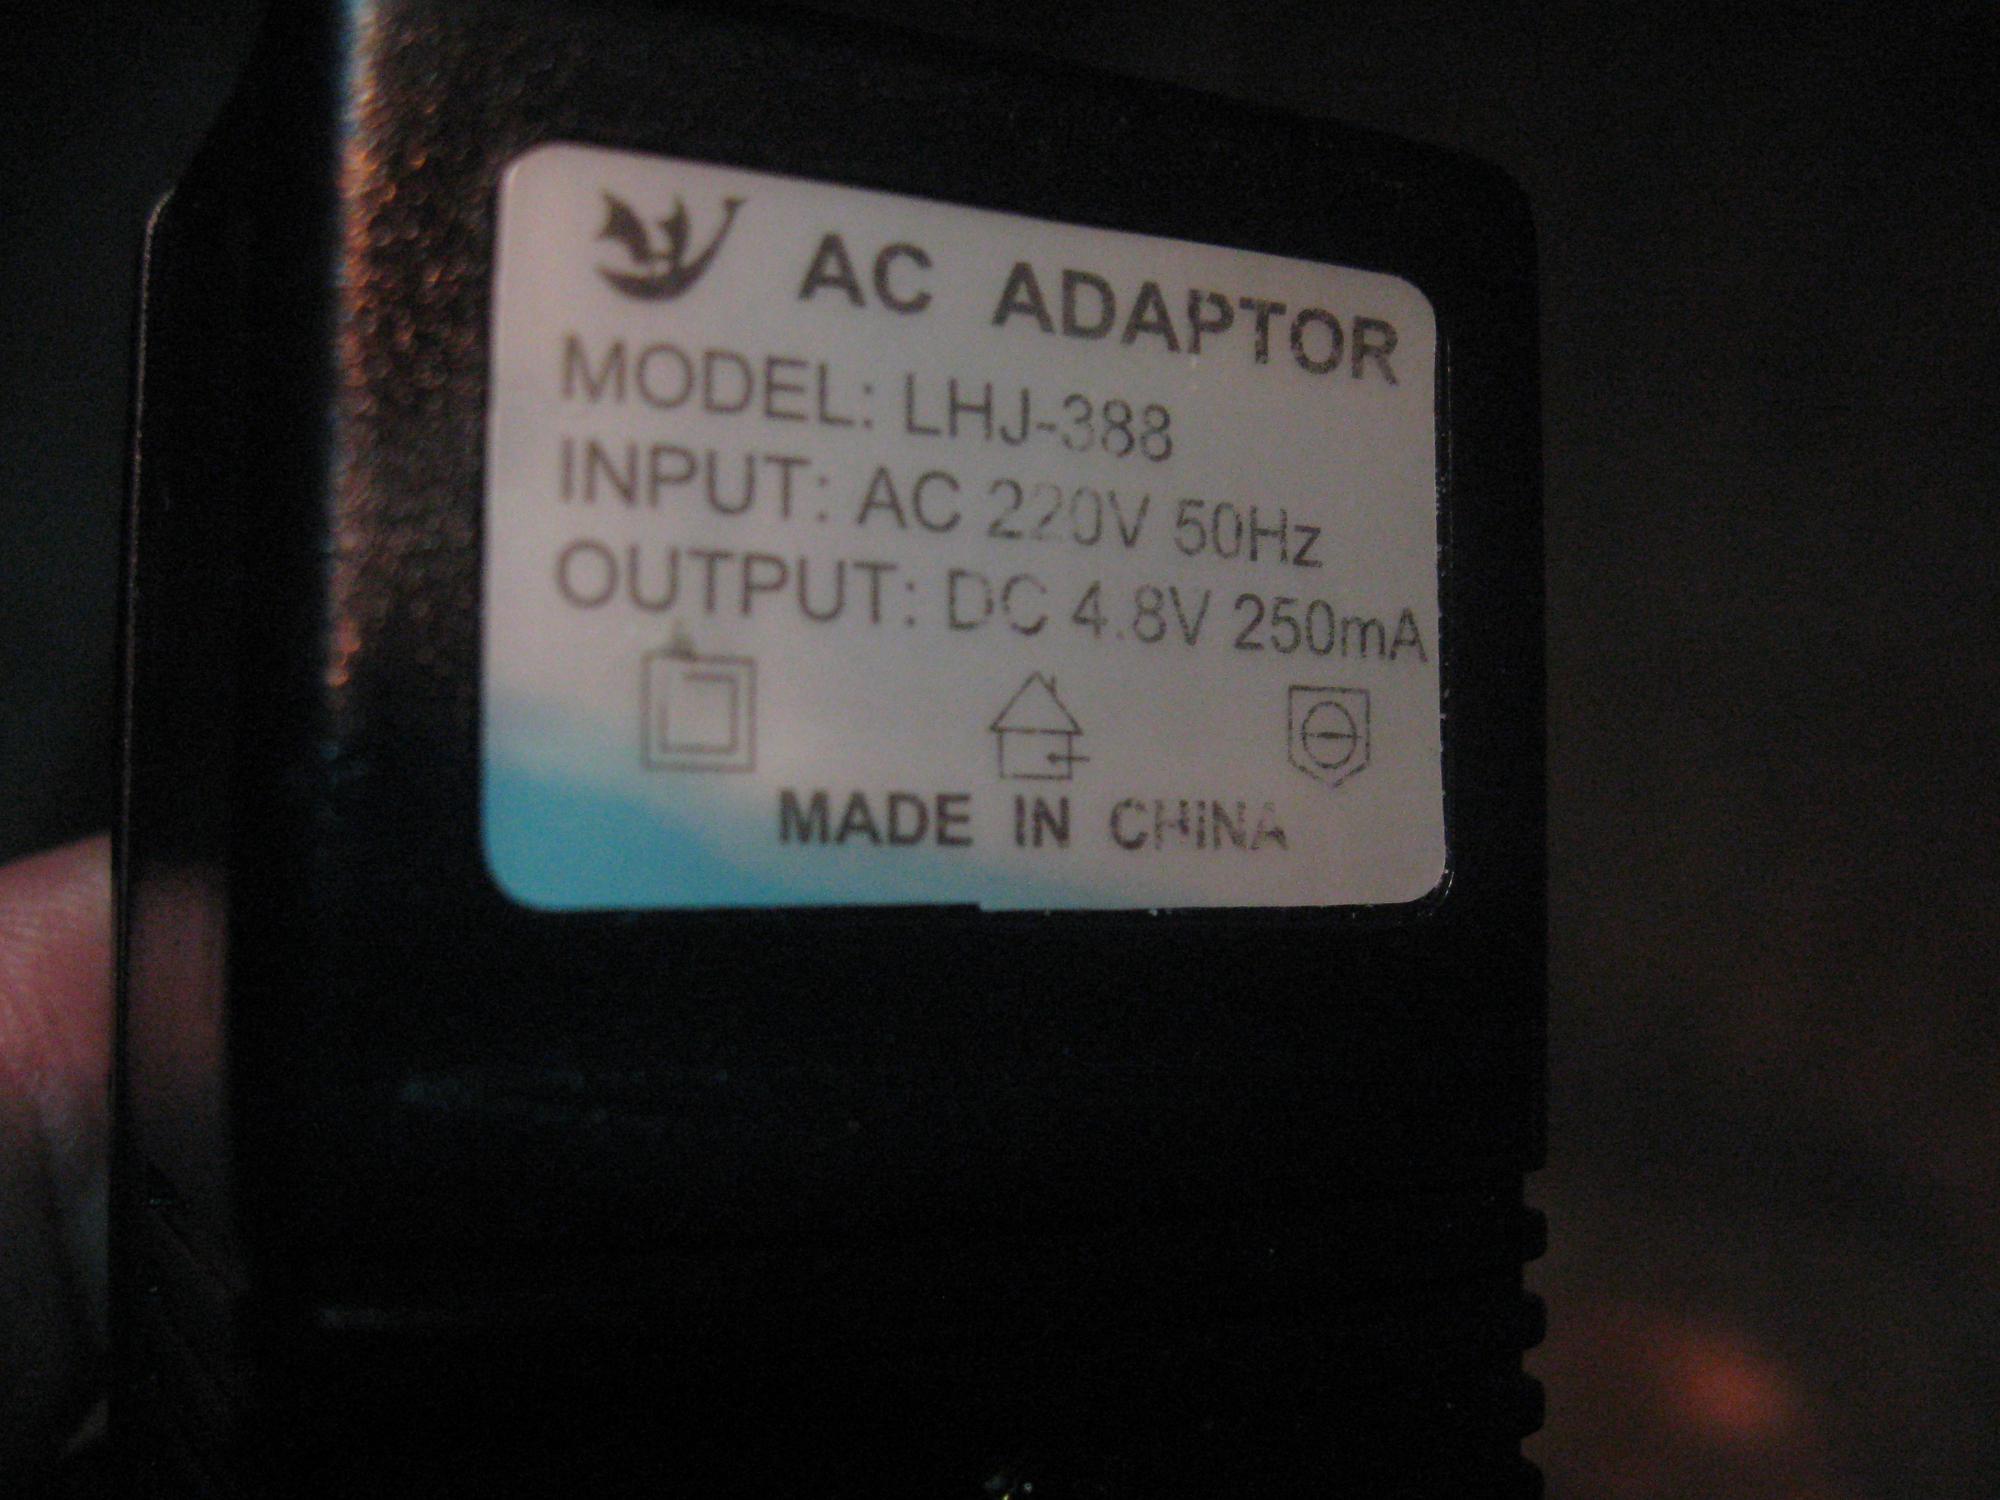 AC ADAPTOR
MODEL: LHJ-388
INPUT: AC 220V 50Hz
OUTPUT: DC 4.8V 250mA
MADE IN CHINA